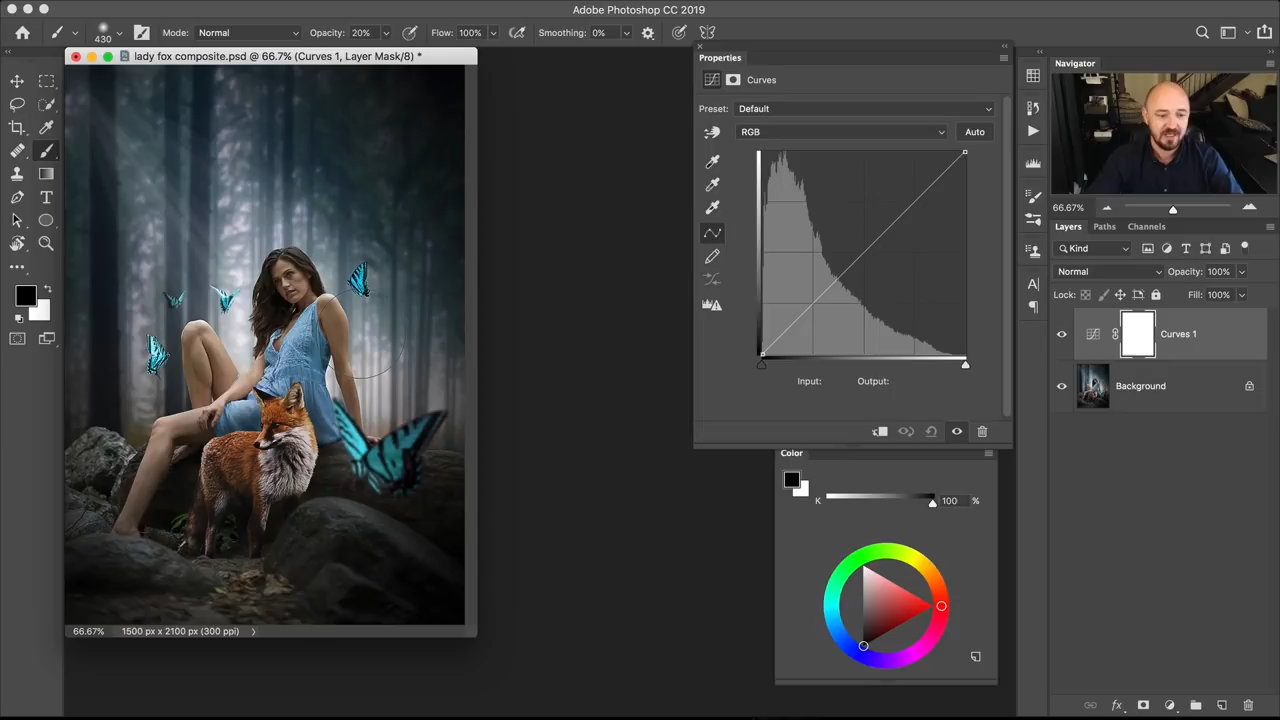 Adobe Photoshop CC 2019
430
Mode: Normal
Opacity: 20%
Flow: 100%
Smoothing: 0%
lady fox composite.psd @ 66.7% (Curves 1, Layer Mask/8) *
66.67%
1500 px x 2100 px (300 ppi)
Properties
Curves
Preset: Default
RGB
Auto
Input:
Output:
Color
K
100
%
Navigator
66.67%
Layers
Paths
Channels
Kind
Normal
Opacity: 100%
Lock:
Fill: 100%
Curves 1
Background
fx